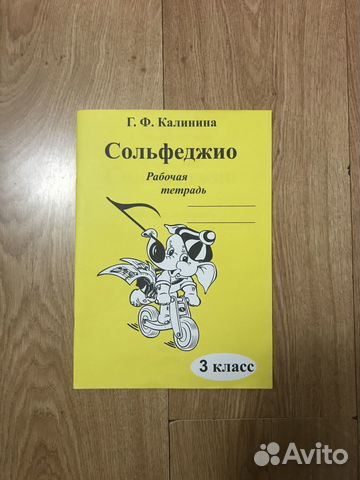 Г. Ф. Калинина
Сольфеджио
Рабочая
тетрадь
3 класс
Avito